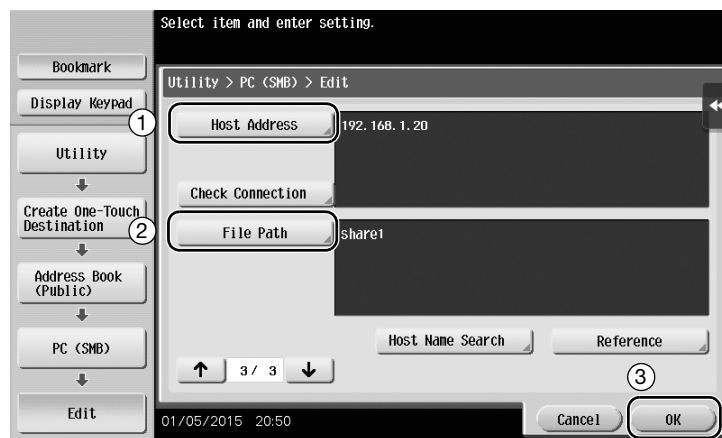 Select item and enter setting.
Bookmark
Display Keypad
Utility
Create One-Touch
Destination
Address Book
(Public)
PC (SMB)
Edit
Utility > PC (SMB) > Edit
1
Host Address
192.168.1.20
Check Connection
2
File Path
share1
Host Name Search
Reference
3/ 3
3
01/05/2015 20:50
Cancel
OK